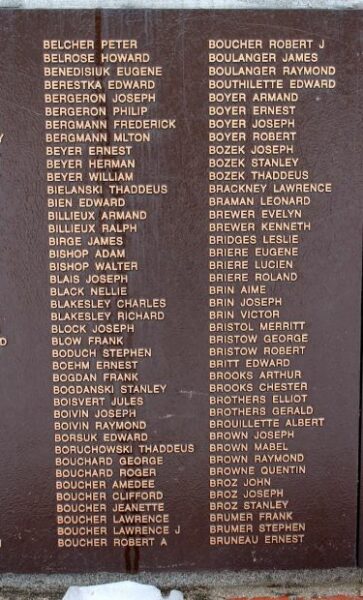 BELCHER PETER
BELROSE HOWARD
BENEDISIUK EUGENE
BERESTKA EDWARD
BERGERON JOSEPH
BERGERON PHILIP
BERGMANN FREDERICK
BERGMANN MLTON
BEYER ERNEST
BEYER HERMAN
BEYER WILLIAM
BIELANSKI THADDEUS
BIEN EDWARD
BILLIEUX ARMAND
BILLIEUX RALPH
BIRGE JAMES
BISHOP ADAM
BISHOP WALTER
BLAIS JOSEPH
BLACK NELLIE
BLAKESLEY CHARLES
BLAKESLEY RICHARD
BLOCK JOSEPH
BLOW FRANK
BODUCH STEPHEN
BOEHM ERNEST
BOGDAN FRANK
BOGDANSKI STANLEY
BOISVERT JULES
BOIVIN JOSEPH
BOIVIN RAYMOND
BORSUK EDWARD
BORUCHOWSKI THADDEUS
BOUCHARD GEORGE
BOUCHARD ROGER
BOUCHER AMEDEE
BOUCHER CLIFFORD
BOUCHER JEANETTE
BOUCHER LAWRENCE
BOUCHER LAWRENCE J
BOUCHER ROBERT A
BOUCHER ROBERT J
BOULANGER JAMES
BOULANGER RAYMOND
BOUTHILETTE EDWARD
BOYER ARMAND
BOYER ERNEST
BOYER JOSEPH
BOYER ROBERT
BOZEK JOSEPH
BOZEK STANLEY
BOZEK THADDEUS
BRACKNEY LAWRENCE
BRAMAN LEONARD
BREWER EVELYN
BREWER KENNETH
BRIDGES LESLIE
BRIERE EUGENE
BRIERE LUCIEN
BRIERE ROLAND
BRIN AIME
BRIN JOSEPH
BRIN VICTOR
BRISTOL MERRITT
BRISTOW GEORGE
BRISTOW ROBERT
BRITT EDWARD
BROOKS ARTHUR
BROOKS CHESTER
BROTHERS ELLIOT
BROTHERS GERALD
BROUILLETTE ALBERT
BROWN JOSEPH
BROWN MABEL
BROWN RAYMOND
BROWNE QUENTIN
BROZ JOHN
BROZ JOSEPH
BROZ STANLEY
BRUMER FRANK
BRUMER STEPHEN
BRUNEAU ERNEST